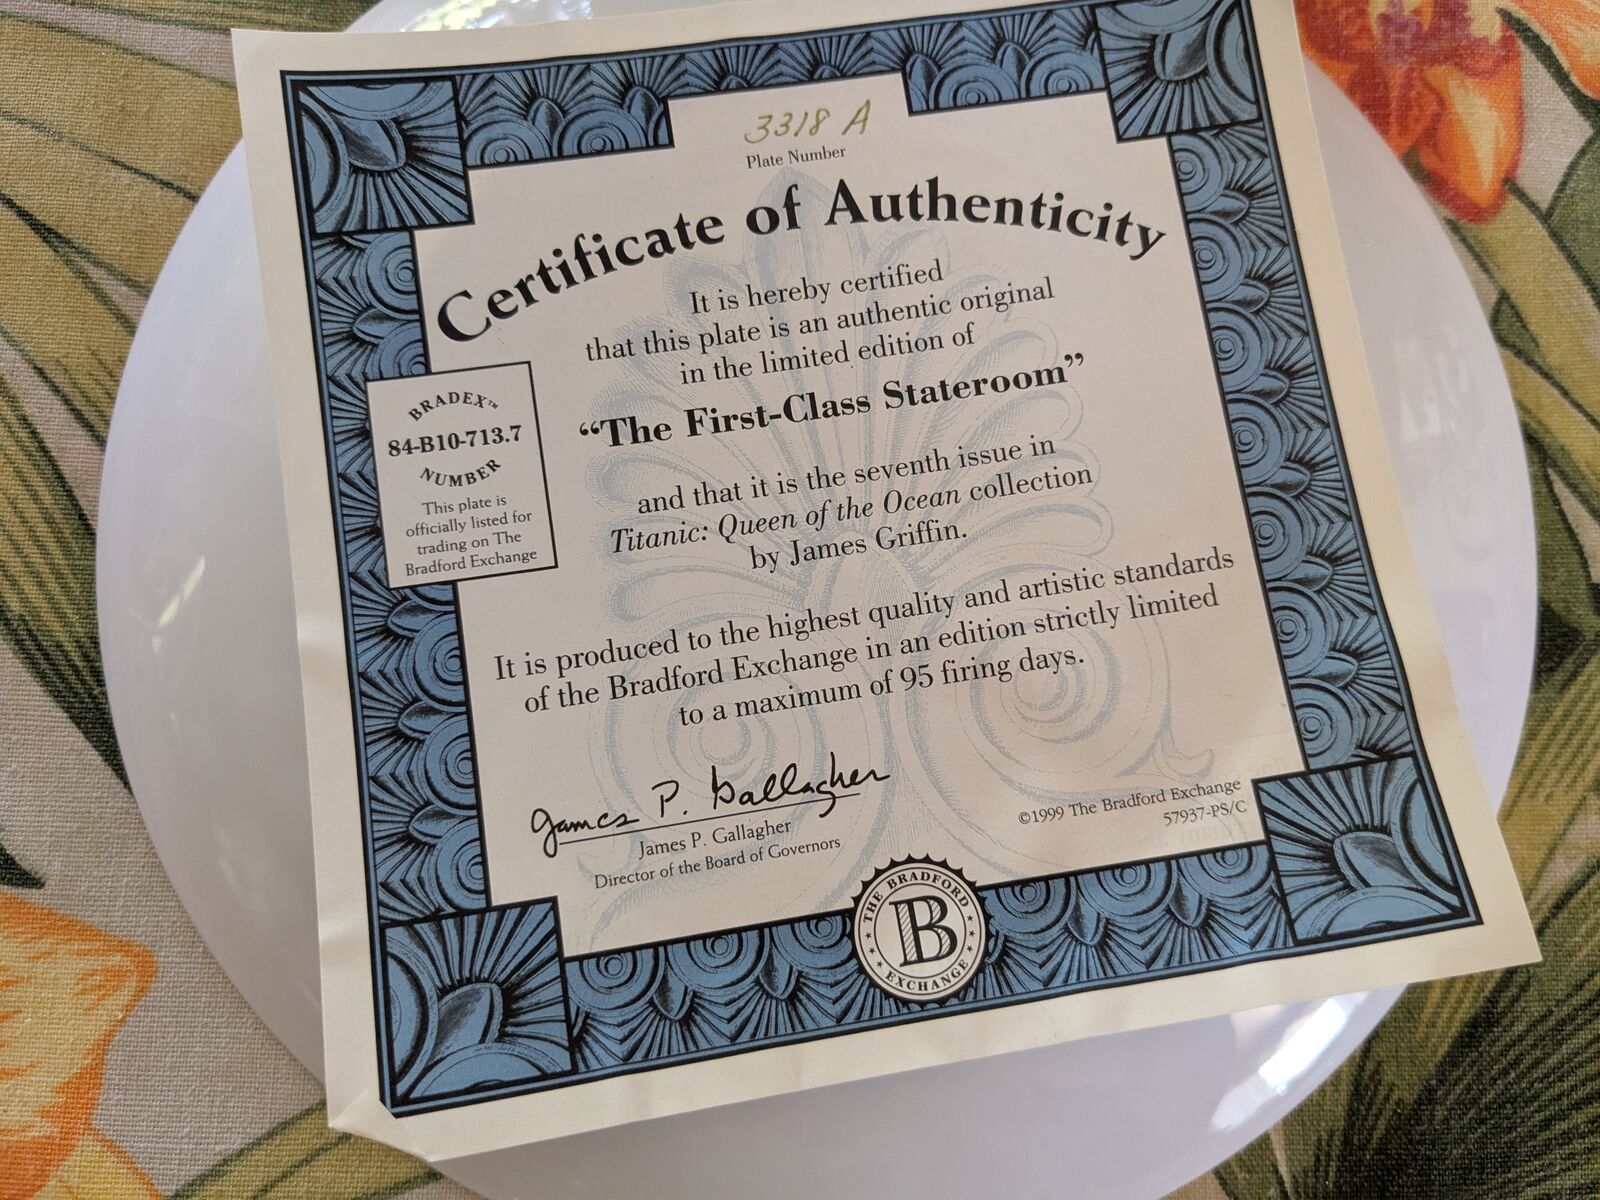 3318 A
Plate Number
Certificate of Authenticity
It is hereby certified
that this plate is an authentic original
in the limited edition of
“The First-Class Stateroom”
and that it is the seventh issue in
Titanic: Queen of the Ocean collection
by James Griffin.
BRADEX™
84-B10-713.7
NUMBER
This plate is
officially listed for
trading on The
Bradford Exchange
It is produced to the highest quality and artistic standards
of the Bradford Exchange in an edition strictly limited
to a maximum of 95 firing days.
James P. Gallagher
James P. Gallagher
Director of the Board of Governors
©1999 The Bradford Exchange
57937-PS/C
THE BRADFORD
B
EXCHANGE